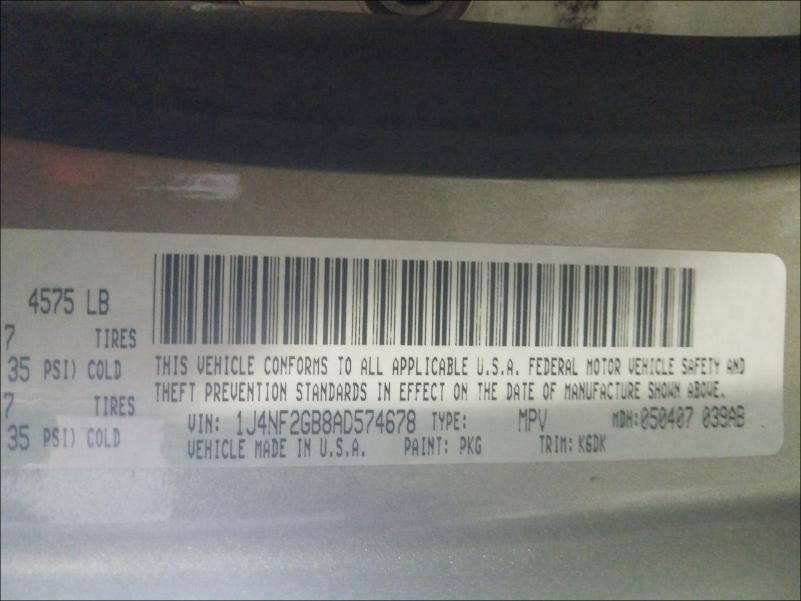 4575 LB
7 TIRES
35 PSI) COLD
THIS VEHICLE CONFORMS TO ALL APPLICABLE U.S.A. FEDERAL MOTOR VEHICLE SAFETY AND
THEFT PREVENTION STANDARDS IN EFFECT ON THE DATE OF MANUFACTURE SHOWN ABOVE.
7 TIRES
35 PSI) COLD
VIN: 1J4NF2GB8AD574678 TYPE: MPV MDH:050407 039AB
VEHICLE MADE IN U.S.A. PAINT: PKG TRIM: K6DK